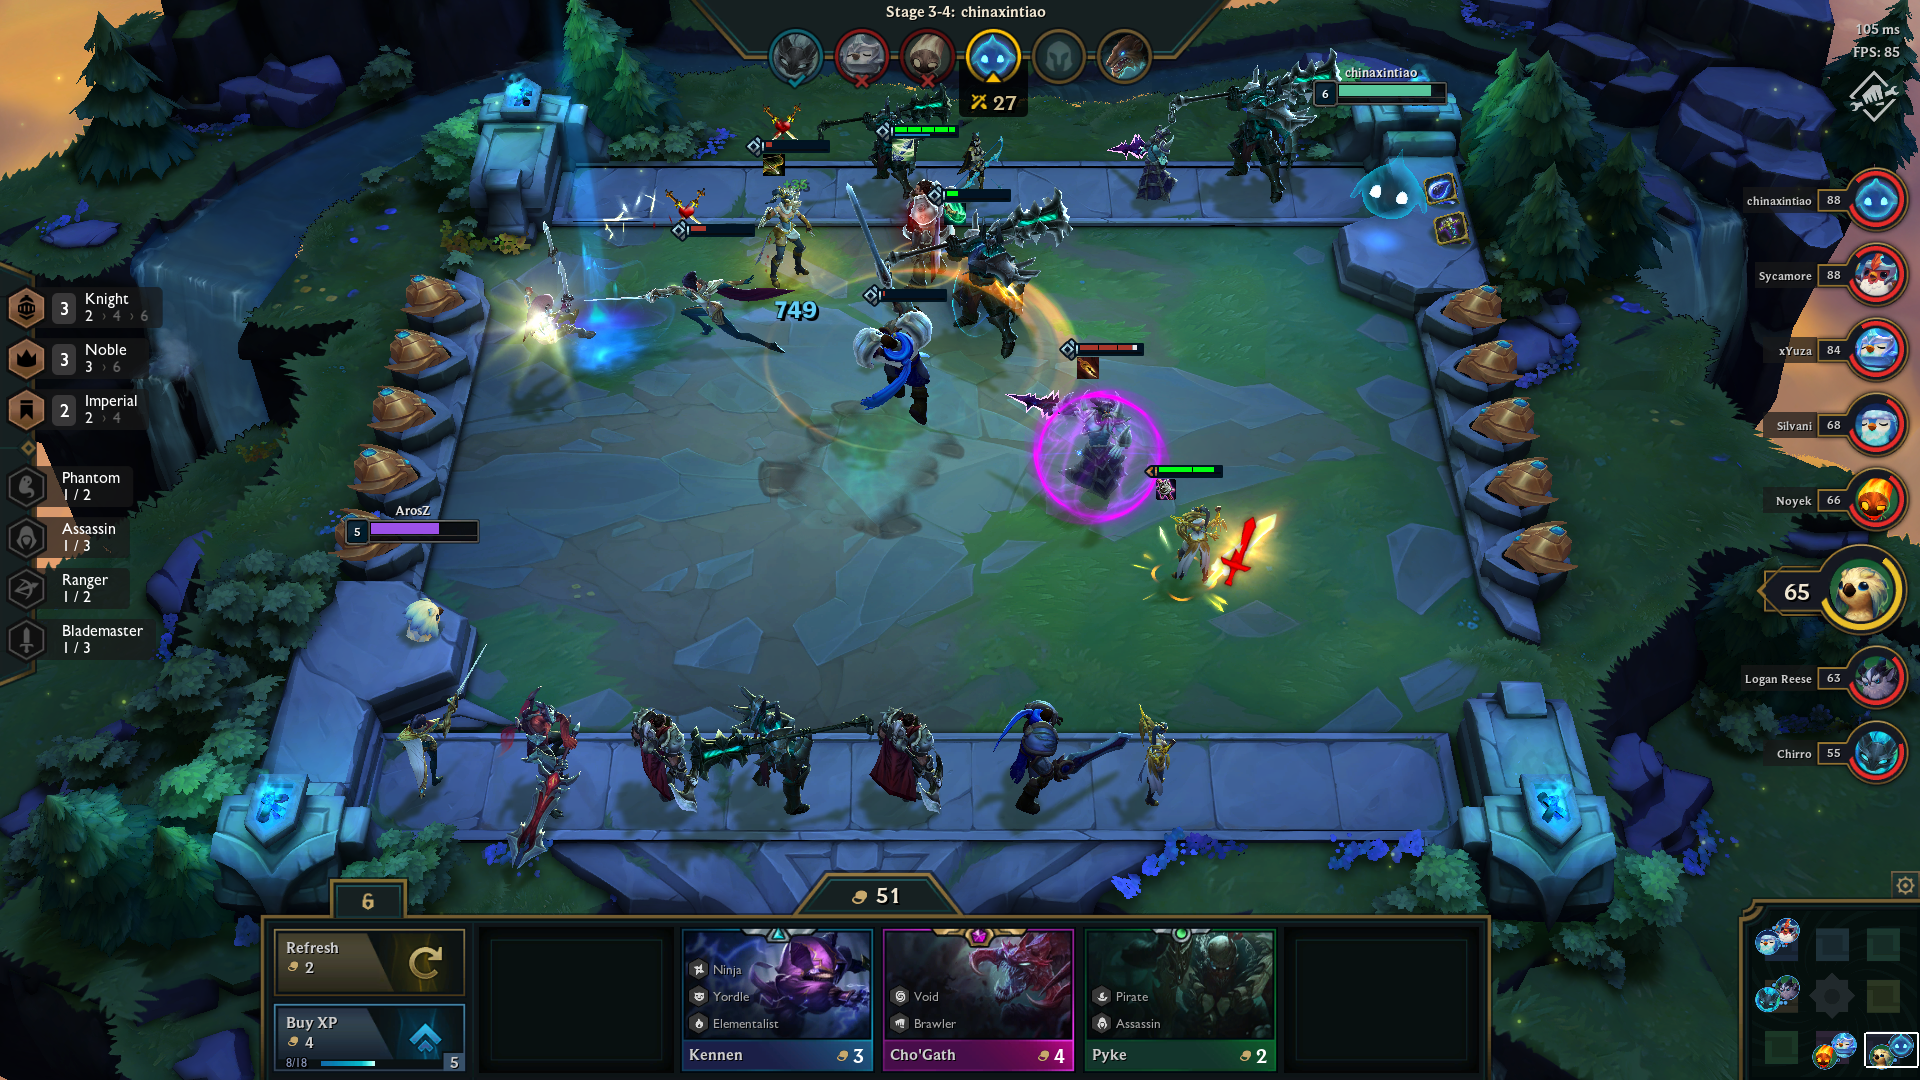 Stage 3-4: chinaxintiao
105 ms
FPS: 85
27
chinaxintiao
6
135
749
3 Knight
2 › 4 › 6
3 Noble
3 › 6
2 Imperial
2 › 4
Phantom
1 / 2
Assassin
1 / 3
Ranger
1 / 2
Blademaster
1 / 3
ArosZ
5
chinaxintiao 88
Sycamore 88
xYuza 84
Silvani 68
Noyek 66
65
Logan Reese 63
Chirro 55
6
51
Refresh
2
Buy XP
4
8/18
5
Ninja
Yordle
Elementalist
Kennen 3
Void
Brawler
Cho'Gath 4
Pirate
Assassin
Pyke 2